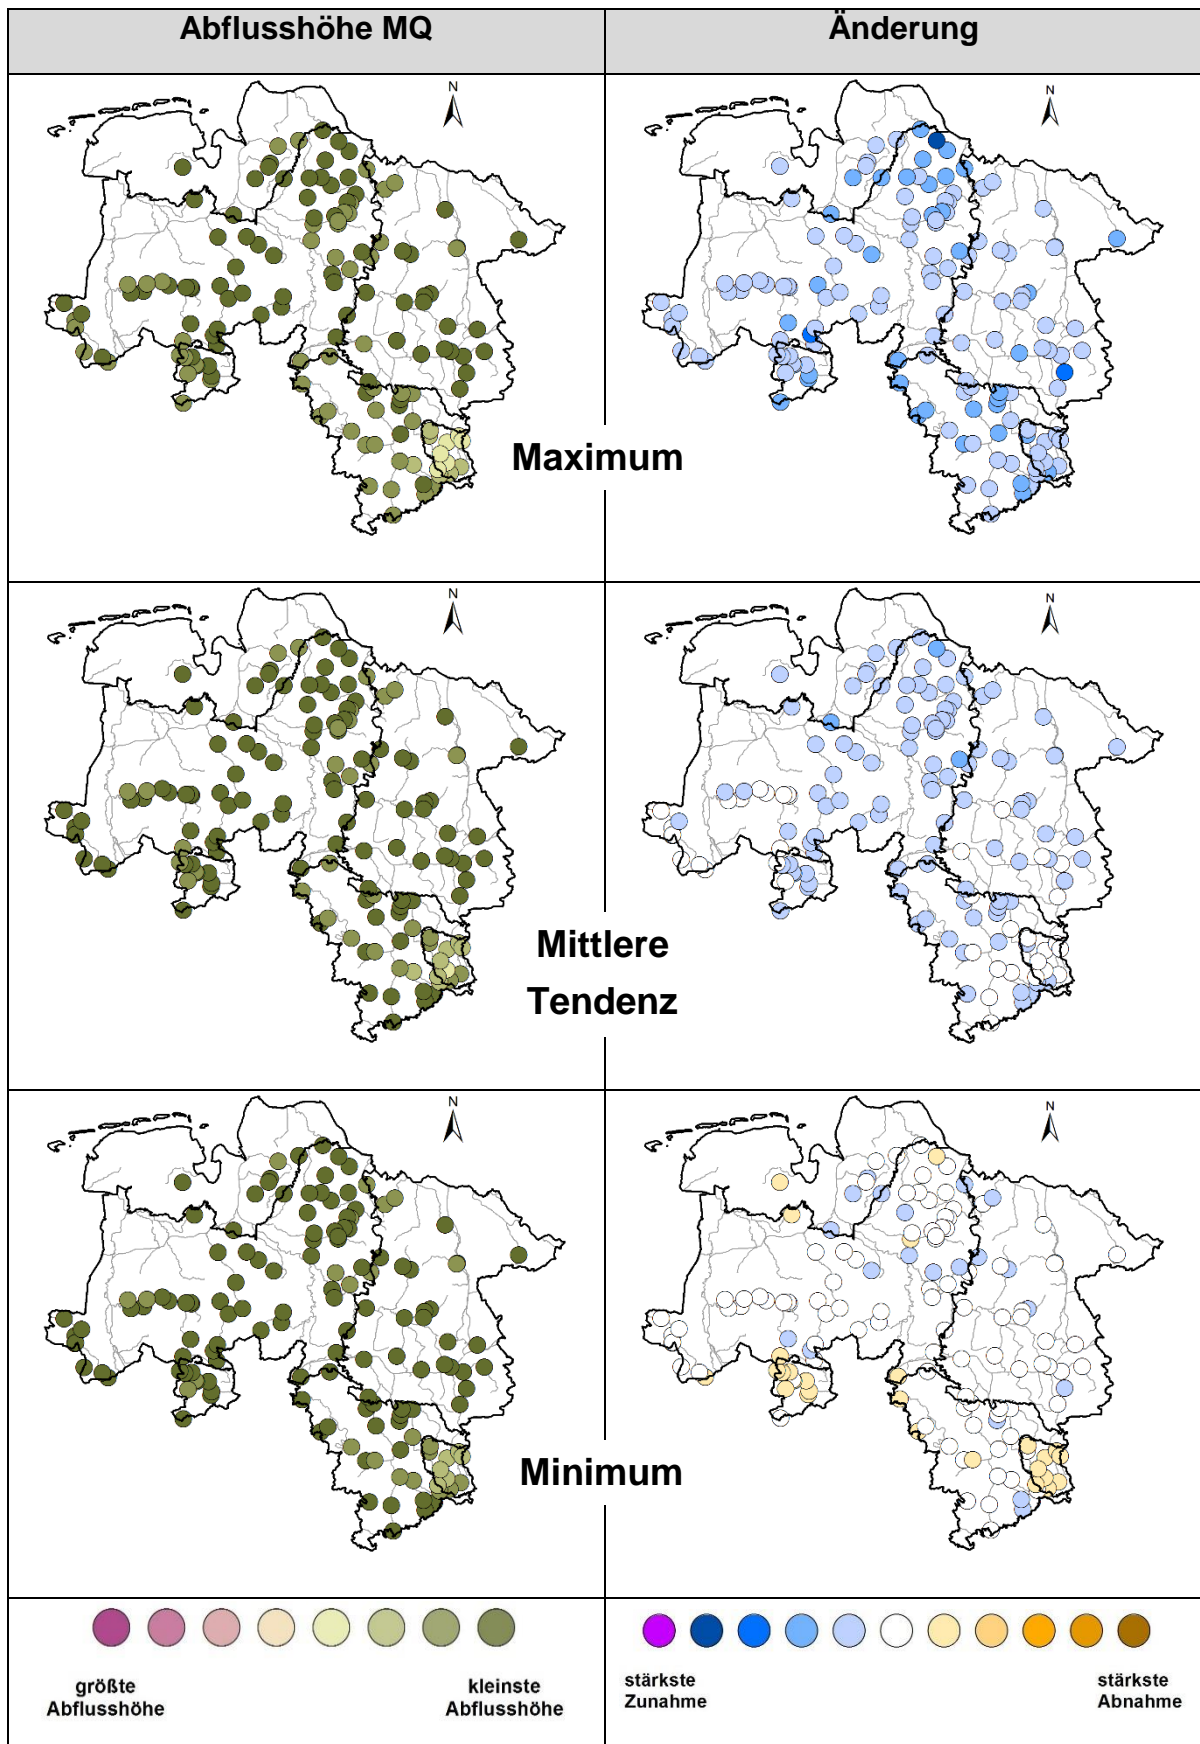 Abflusshöhe MQ
Änderung
N
N
Maximum
N
N
Mittlere
Tendenz
N
N
Minimum
größte
Abflusshöhe
kleinste
Abflusshöhe
stärkste
Zunahme
stärkste
Abnahme